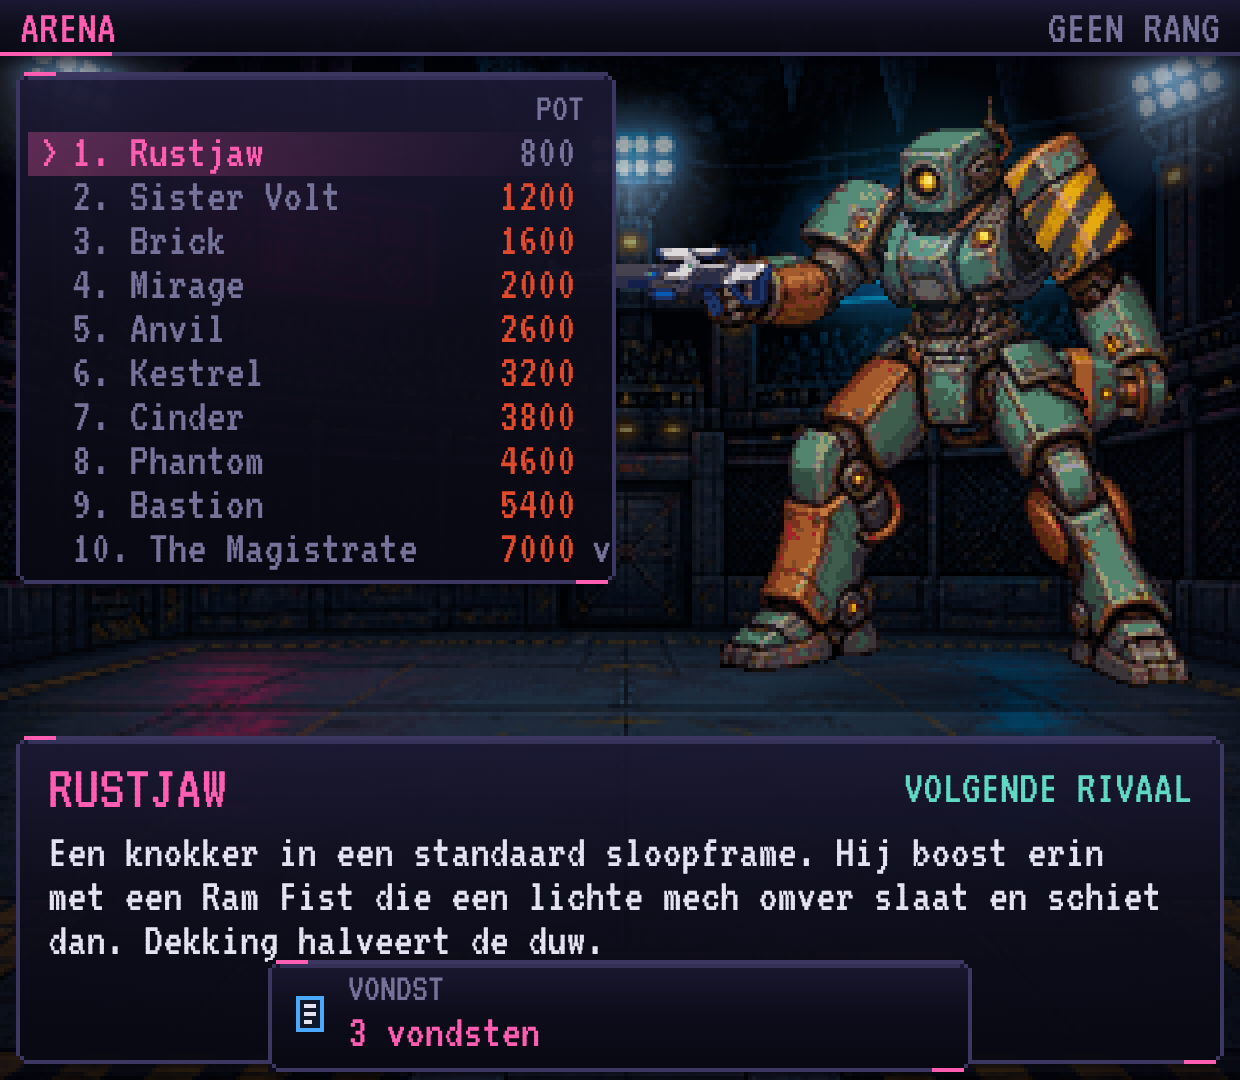 ARENA
GEEN RANG
POT
> 1. Rustjaw 800
2. Sister Volt 1200
3. Brick 1600
4. Mirage 2000
5. Anvil 2600
6. Kestrel 3200
7. Cinder 3800
8. Phantom 4600
9. Bastion 5400
10. The Magistrate 7000 v
RUSTJAW
VOLGENDE RIVAAL
Een knokker in een standaard sloopframe. Hij boost erin
met een Ram Fist die een lichte mech omver slaat en schiet
dan. Dekking halveert de duw.
VONDST
3 vondsten